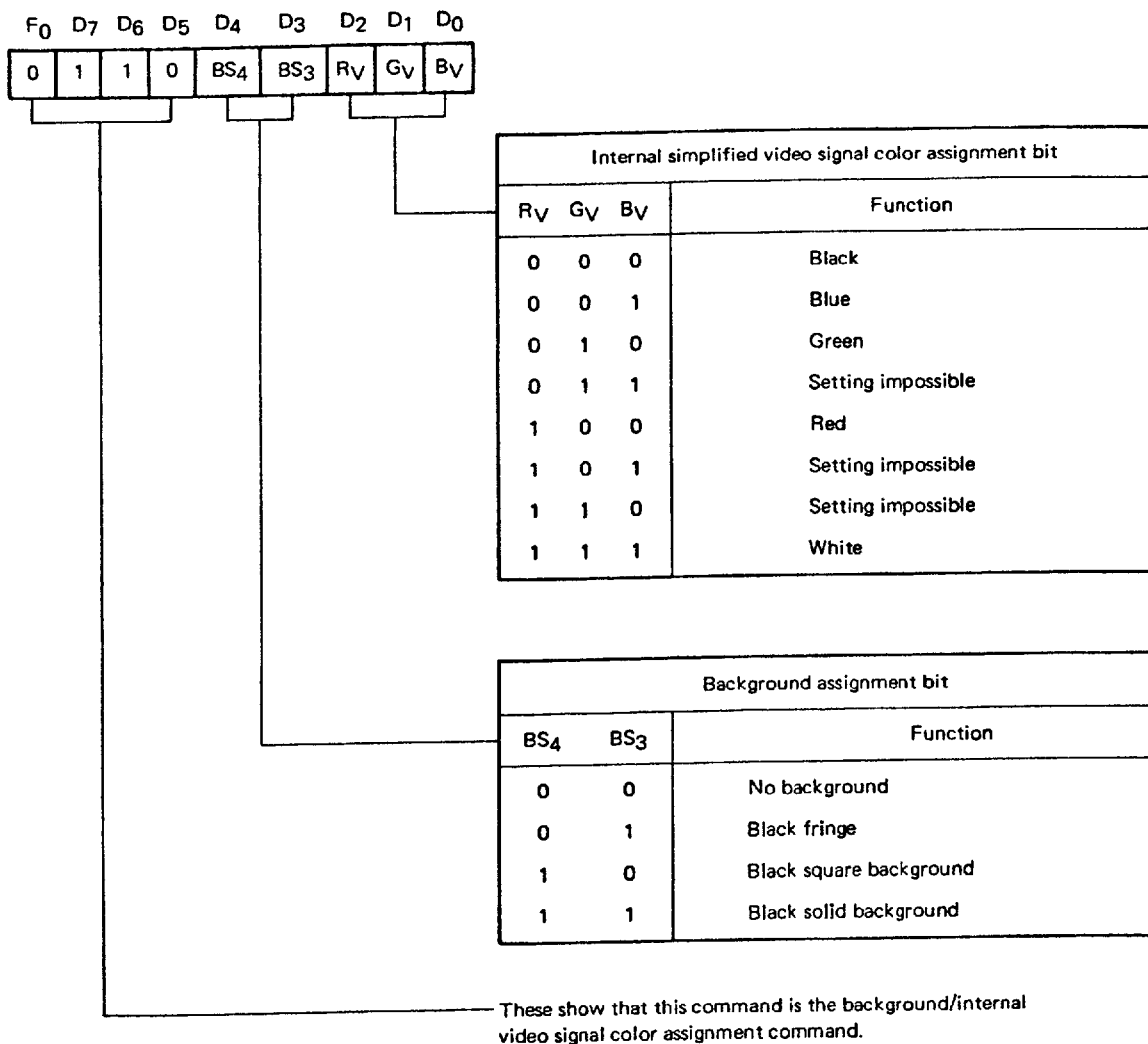 F0 D7 D6 D5 D4 D3 D2 D1 D0
0 1 1 0 BS4 BS3 RV GV BV
Internal simplified video signal color assignment bit
RV GV BV Function
0 0 0 Black
0 0 1 Blue
0 1 0 Green
0 1 1 Setting impossible
1 0 0 Red
1 0 1 Setting impossible
1 1 0 Setting impossible
1 1 1 White
Background assignment bit
BS4 BS3 Function
0 0 No background
0 1 Black fringe
1 0 Black square background
1 1 Black solid background
These show that this command is the background/internal
video signal color assignment command.